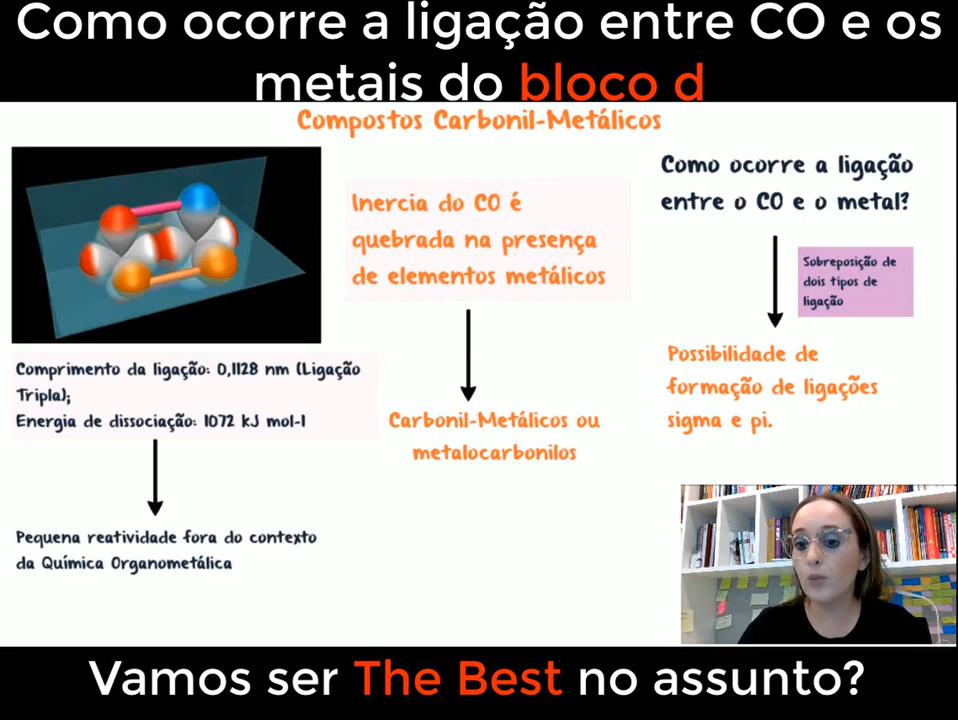 Como ocorre a ligação entre CO e os
metais do bloco d
Compostos Carbonil-Metálicos
Comprimento da ligação: 0,1128 nm (Ligação
Tripla);
Energia de dissociação: 1072 kJ mol-1
Pequena reatividade fora do contexto
da Química Organometálica
Inercia do CO é
quebrada na presença
de elementos metálicos
Carbonil-Metálicos ou
metalocarbonilos
Como ocorre a ligação
entre o CO e o metal?
Sobreposição de
dois tipos de
ligação
Possibilidade de
formação de ligações
sigma e pi.
Vamos ser The Best no assunto?